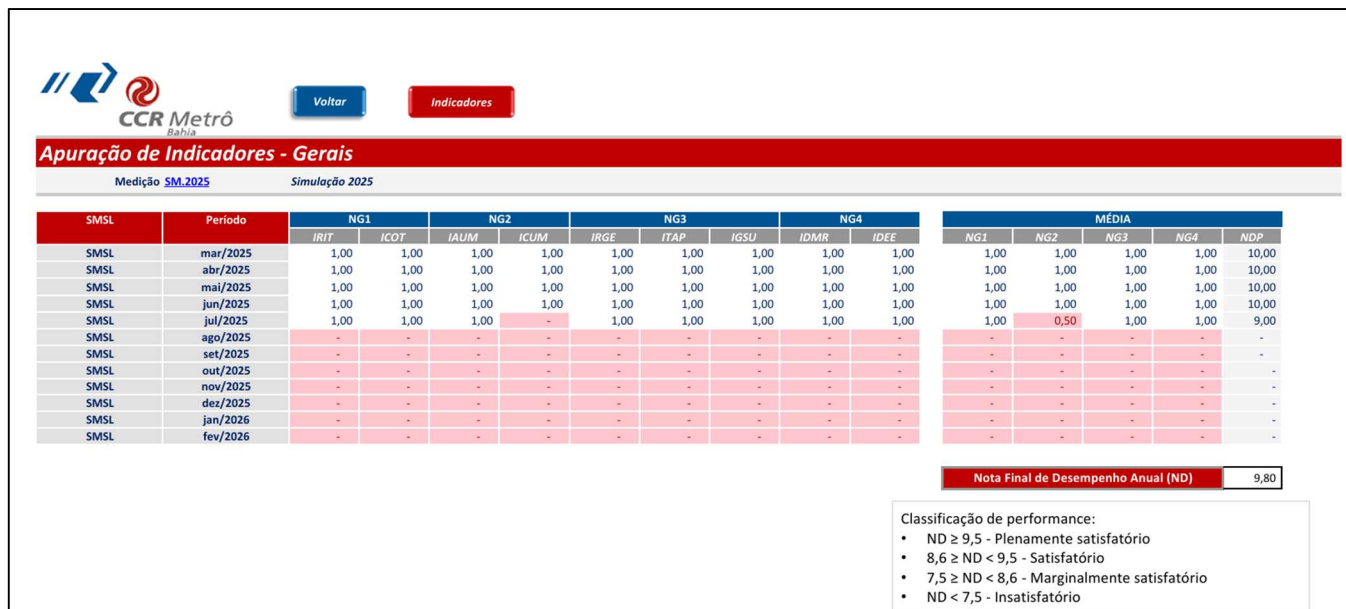 CCR Metrô
Bahia
Voltar
Indicadores
Apuração de Indicadores - Gerais
Medição SM.2025 Simulação 2025
SMSL Período NG1 NG2 NG3 NG4 MÉDIA
IRIT ICOT IAUM ICUM IRGE ITAP IGSU IDMR IDEE NG1 NG2 NG3 NG4 NDP
SMSL mar/2025 1,00 1,00 1,00 1,00 1,00 1,00 1,00 1,00 1,00 1,00 1,00 1,00 1,00 10,00
SMSL abr/2025 1,00 1,00 1,00 1,00 1,00 1,00 1,00 1,00 1,00 1,00 1,00 1,00 1,00 10,00
SMSL mai/2025 1,00 1,00 1,00 1,00 1,00 1,00 1,00 1,00 1,00 1,00 1,00 1,00 1,00 10,00
SMSL jun/2025 1,00 1,00 1,00 1,00 1,00 1,00 1,00 1,00 1,00 1,00 1,00 1,00 1,00 10,00
SMSL jul/2025 1,00 1,00 1,00 - 1,00 1,00 1,00 1,00 1,00 1,00 0,50 1,00 1,00 9,00
SMSL ago/2025 - - - - - - - - - - - - - -
SMSL set/2025 - - - - - - - - - - - - - -
SMSL out/2025 - - - - - - - - - - - - - -
SMSL nov/2025 - - - - - - - - - - - - - -
SMSL dez/2025 - - - - - - - - - - - - - -
SMSL jan/2026 - - - - - - - - - - - - - -
SMSL fev/2026 - - - - - - - - - - - - - -
Nota Final de Desempenho Anual (ND) 9,80
Classificação de performance:
• ND ≥ 9,5 - Plenamente satisfatório
• 8,6 ≥ ND < 9,5 - Satisfatório
• 7,5 ≥ ND < 8,6 - Marginalmente satisfatório
• ND < 7,5 - Insatisfatório